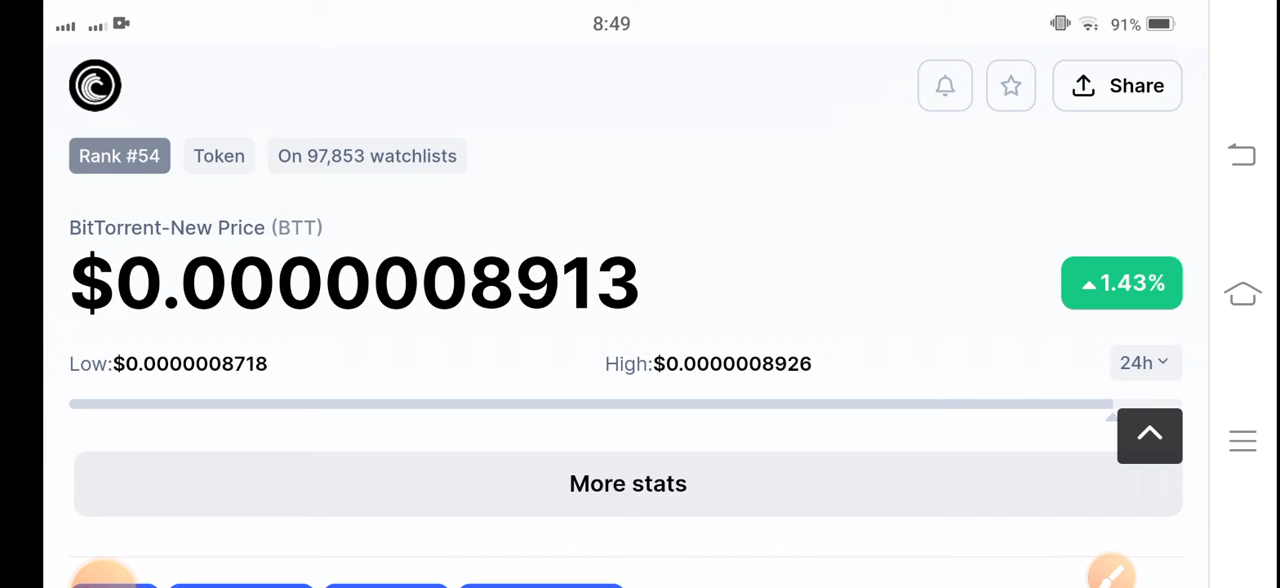 8:49
91%
Share
Rank #54 Token On 97,853 watchlists
BitTorrent-New Price (BTT)
$0.0000008913
1.43%
Low:$0.0000008718 High:$0.0000008926 24h
More stats